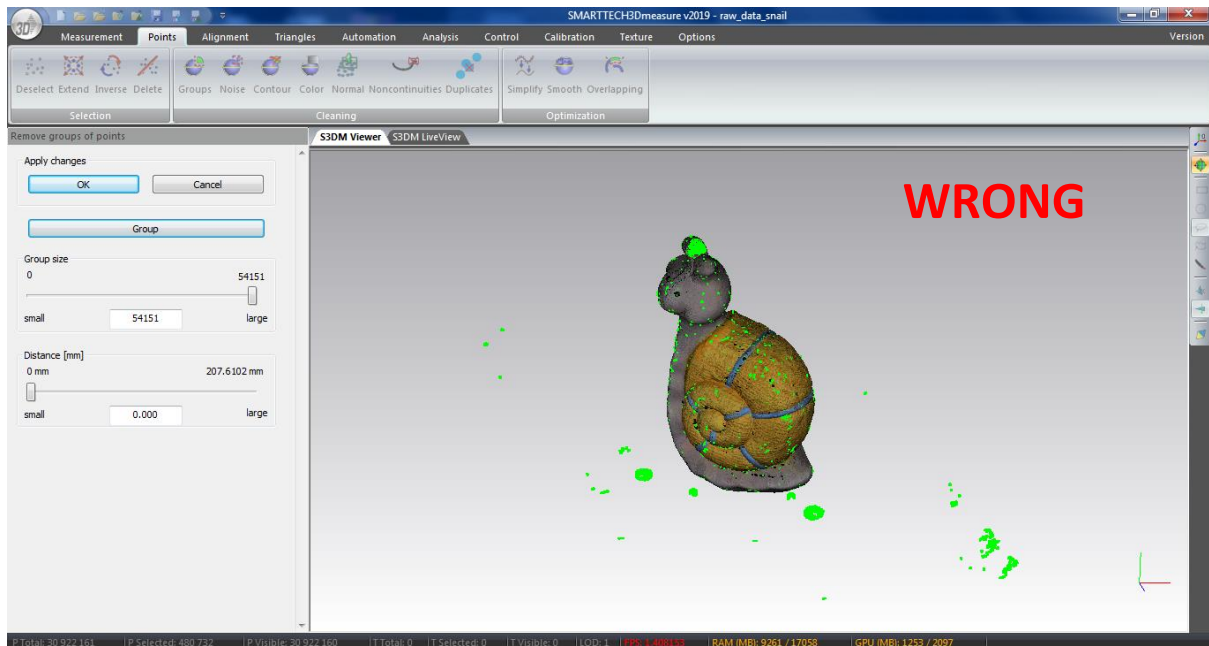 SMARTTECH3Dmeasure v2019 - raw_data_snail
3D
Measurement Points Alignment Triangles Automation Analysis Control Calibration Texture Options Version
Deselect Extend Inverse Delete Groups Noise Contour Color Normal Noncontinuities Duplicates Simplify Smooth Overlapping
Selection Cleaning Optimization
Remove groups of points S3DM Viewer S3DM LiveView
Apply changes
OK Cancel
WRONG
Group
Group size
0 54151
small 54151 large
Distance [mm]
0 mm 207.6102 mm
small 0.000 large
P Total: 30 922 161 P Selected: 480 732 P Visible: 30 922 160 T Total: 0 T Selected: 0 T Visible: 0 LOD: 1 FPS: 1.408153 RAM (MB): 9261 / 17058 GPU (MB): 1253 / 2097